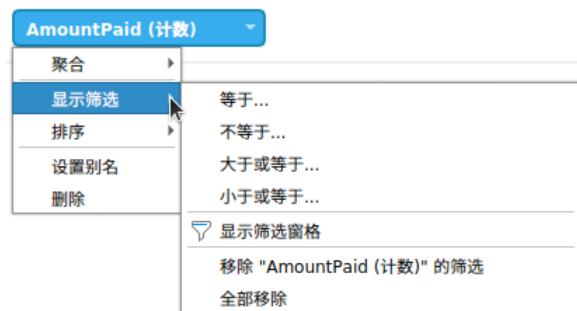 AmountPaid (计数)
聚合
显示筛选
排序
设置别名
删除
等于...
不等于...
大于或等于...
小于或等于...
显示筛选窗格
移除 "AmountPaid (计数)" 的筛选
全部移除